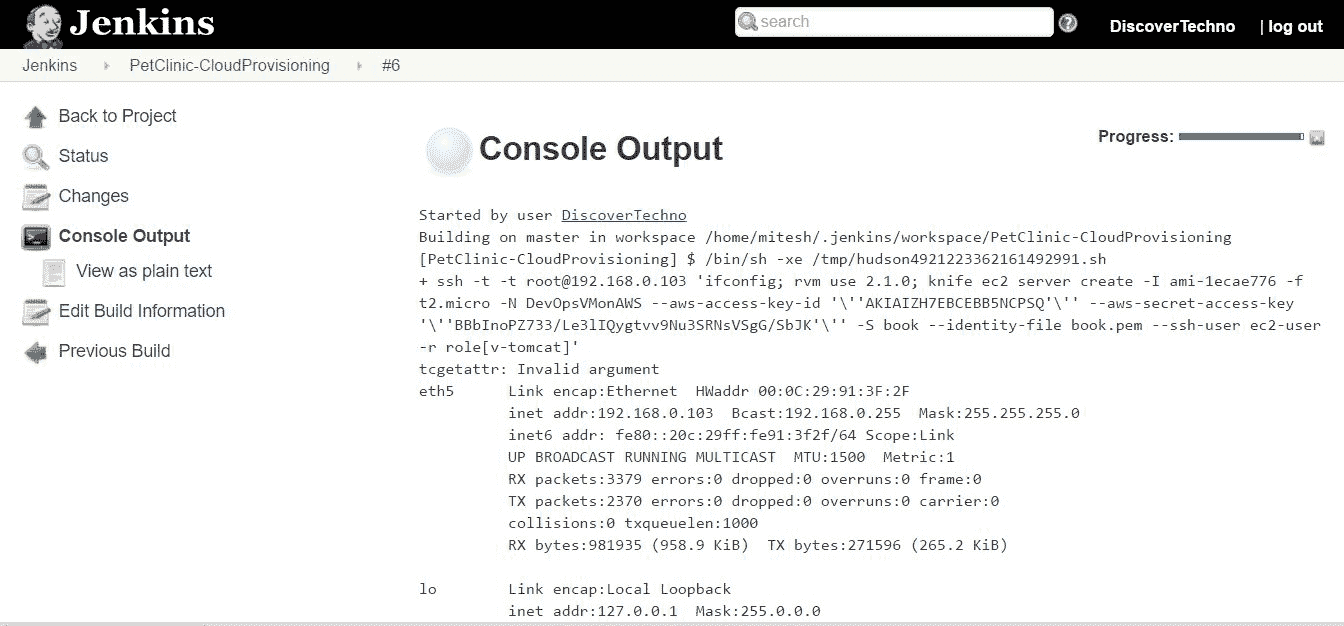 Jenkins
search
DiscoverTechno
| log out
Jenkins
PetClinic-CloudProvisioning
#6
Back to Project
Status
Changes
Console Output
View as plain text
Edit Build Information
Previous Build
Console Output
Progress:
Started by user DiscoverTechno
Building on master in workspace /home/mitesh/.jenkins/workspace/PetClinic-CloudProvisioning
[PetClinic-CloudProvisioning] $ /bin/sh -xe /tmp/hudson4921223362161492991.sh
+ ssh -t -t root@192.168.0.103 'ifconfig; rvm use 2.1.0; knife ec2 server create -I ami-1ecae776 -f
t2.micro -N DevOpsVMonAWS --aws-access-key-id '\''AKIAIZH7EBCEBB5NCPSQ'\'' --aws-secret-access-key
'\''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'\'' -S book --identity-file book.pem --ssh-user ec2-user
-r role[v-tomcat]'
tcgetattr: Invalid argument
eth5 Link encap:Ethernet HWaddr 00:0C:29:91:3F:2F
inet addr:192.168.0.103 Bcast:192.168.0.255 Mask:255.255.255.0
inet6 addr: fe80::20c:29ff:fe91:3f2f/64 Scope:Link
UP BROADCAST RUNNING MULTICAST MTU:1500 Metric:1
RX packets:3379 errors:0 dropped:0 overruns:0 frame:0
TX packets:2370 errors:0 dropped:0 overruns:0 carrier:0
collisions:0 txqueuelen:1000
RX bytes:981935 (958.9 KiB) TX bytes:271596 (265.2 KiB)
lo Link encap:Local Loopback
inet addr:127.0.0.1 Mask:255.0.0.0